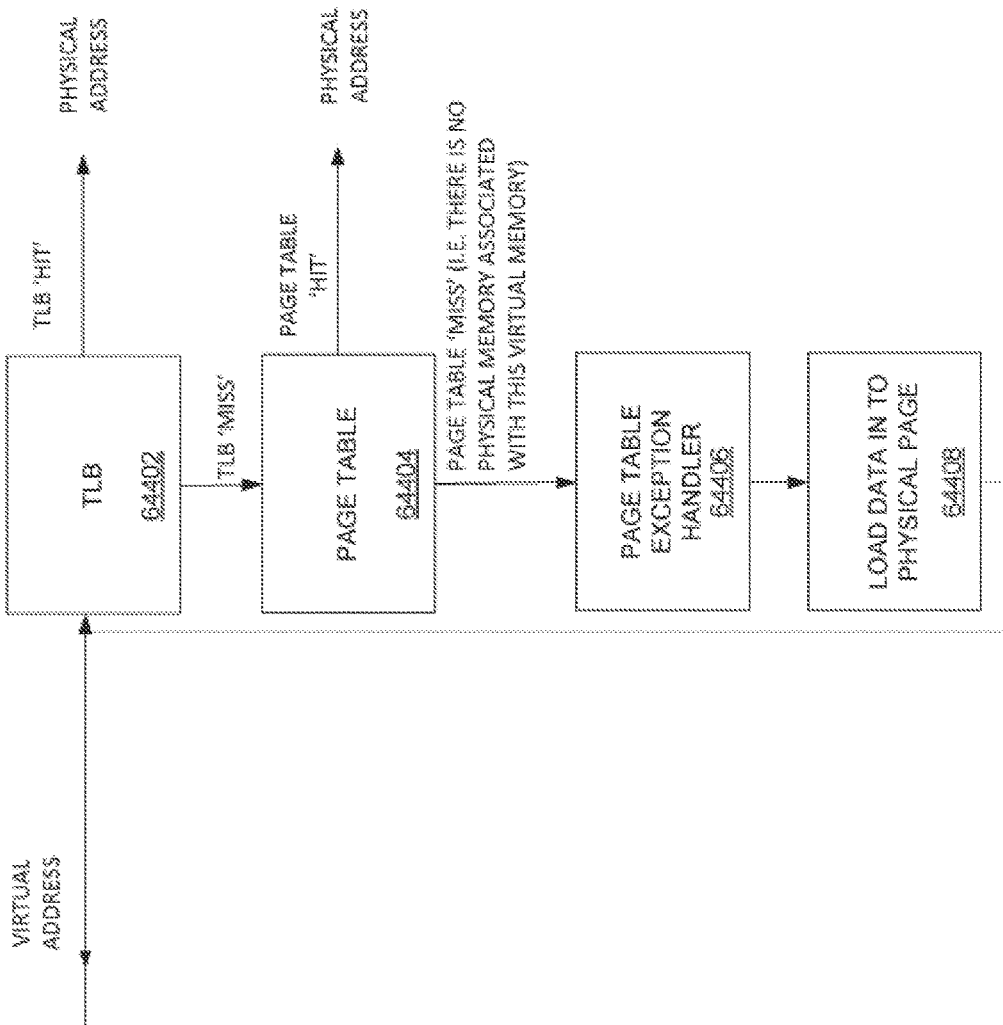 VIRTUAL
ADDRESS
TLB
64402
TLB 'HIT'
PHYSICAL
ADDRESS
TLB 'MISS'
PAGE TABLE
64404
PAGE TABLE
'HIT'
PHYSICAL
ADDRESS
PAGE TABLE 'MISS' (I.E. THERE IS NO
PHYSICAL MEMORY ASSOCIATED
WITH THIS VIRTUAL MEMORY)
PAGE TABLE
EXCEPTION
HANDLER
64406
LOAD DATA IN TO
PHYSICAL PAGE
64408